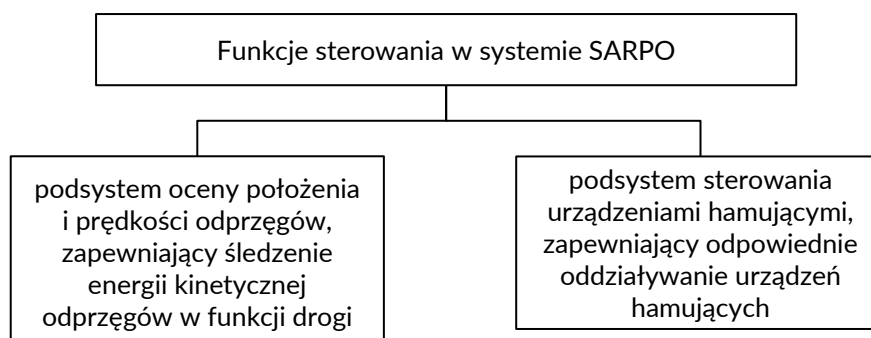 Funkcje sterowania w systemie SARPO
podsystem oceny położenia
i prędkości odprzęgów,
zapewniający śledzenie
energii kinetycznej
odprzęgów w funkcji drogi
podsystem sterowania
urządzeniami hamującymi,
zapewniający odpowiednie
oddziaływanie urządzeń
hamujących